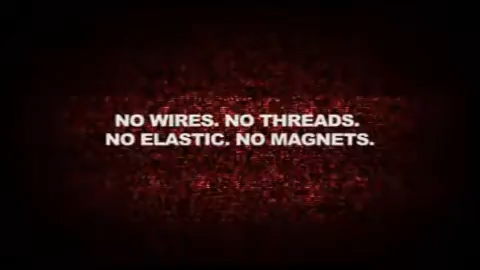 NO WIRES. NO THREADS.
NO ELASTIC. NO MAGNETS.